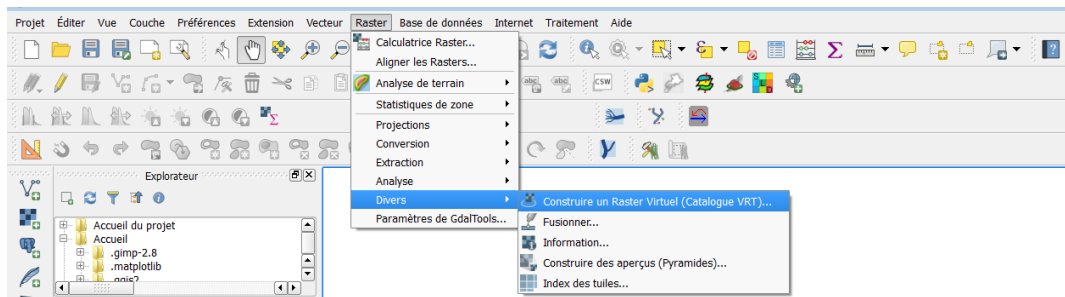 Projet Éditer Vue Couche Préférences Extension Vecteur Raster Base de données Internet Traitement Aide
Calculatrice Raster...
Aligner les Rasters...
Analyse de terrain
Statistiques de zone
Projections
Conversion
Extraction
Analyse
Divers
Paramètres de GdalTools...
Construire un Raster Virtuel (Catalogue VRT)...
Fusionner...
Information...
Construire des aperçus (Pyramides)...
Index des tuiles...
abc abc CSW
Explorateur
Accueil du projet
Accueil
.gimp-2.8
.matplotlib
.qgis2